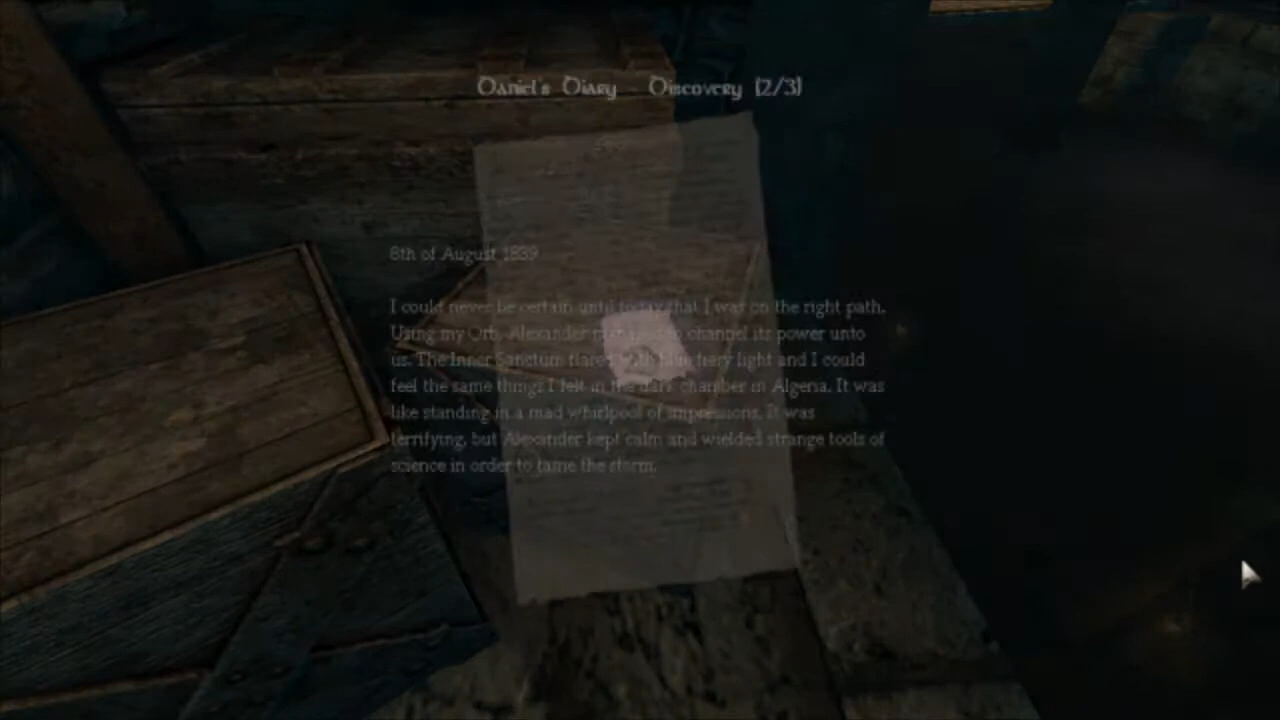 Daniel's Diary - Discovery (2/3)
8th of August 1839
I could never be certain until today that I was on the right path.
Using my Orb, Alexander managed to channel its power unto
us. The Inner Sanctum flared with blue fiery light and I could
feel the same things I felt in the dark chamber in Algeria. It was
like standing in a mad whirlpool of impressions. It was
terrifying, but Alexander kept calm and wielded strange tools of
science in order to tame the storm.